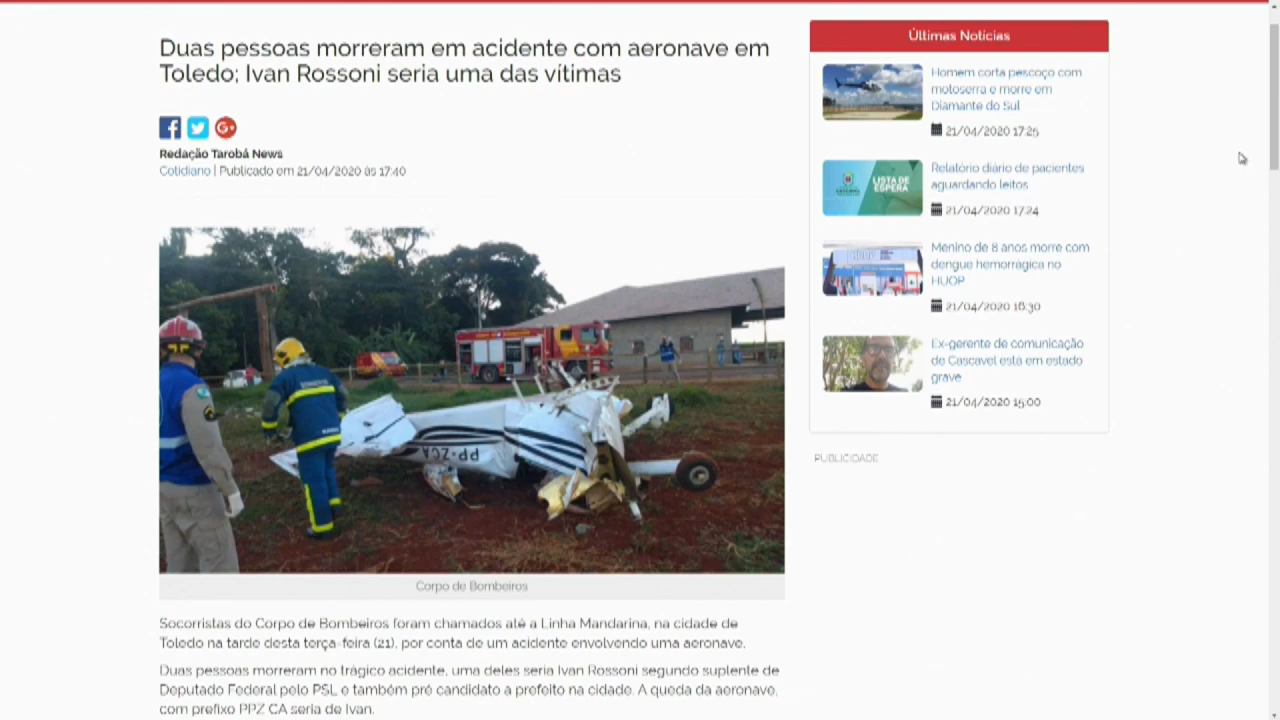 Duas pessoas morreram em acidente com aeronave em
Toledo; Ivan Rossoni seria uma das vítimas
Redação Tarobá News
Cotidiano | Publicado em 21/04/2020 às 17:40
PP-ZCA
Corpo de Bombeiros
Socorristas do Corpo de Bombeiros foram chamados até a Linha Mandarina, na cidade de
Toledo na tarde desta terça-feira (21), por conta de um acidente envolvendo uma aeronave.
Duas pessoas morreram no trágico acidente, uma deles seria Ivan Rossoni segundo suplente de
Deputado Federal pelo PSL e também pré candidato a prefeito na cidade. A queda da aeronave,
com prefixo PPZ CA seria de Ivan.
Últimas Notícias
Homem corta pescoço com
motoserra e morre em
Diamante do Sul
21/04/2020 17:25
LISTA DE
ESPERA
Relatório diário de pacientes
aguardando leitos
21/04/2020 17:24
HUOP
Menino de 8 anos morre com
dengue hemorrágica no
HUOP
21/04/2020 16:30
Ex-gerente de comunicação
de Cascavel está em estado
grave
21/04/2020 15:00
PUBLICIDADE